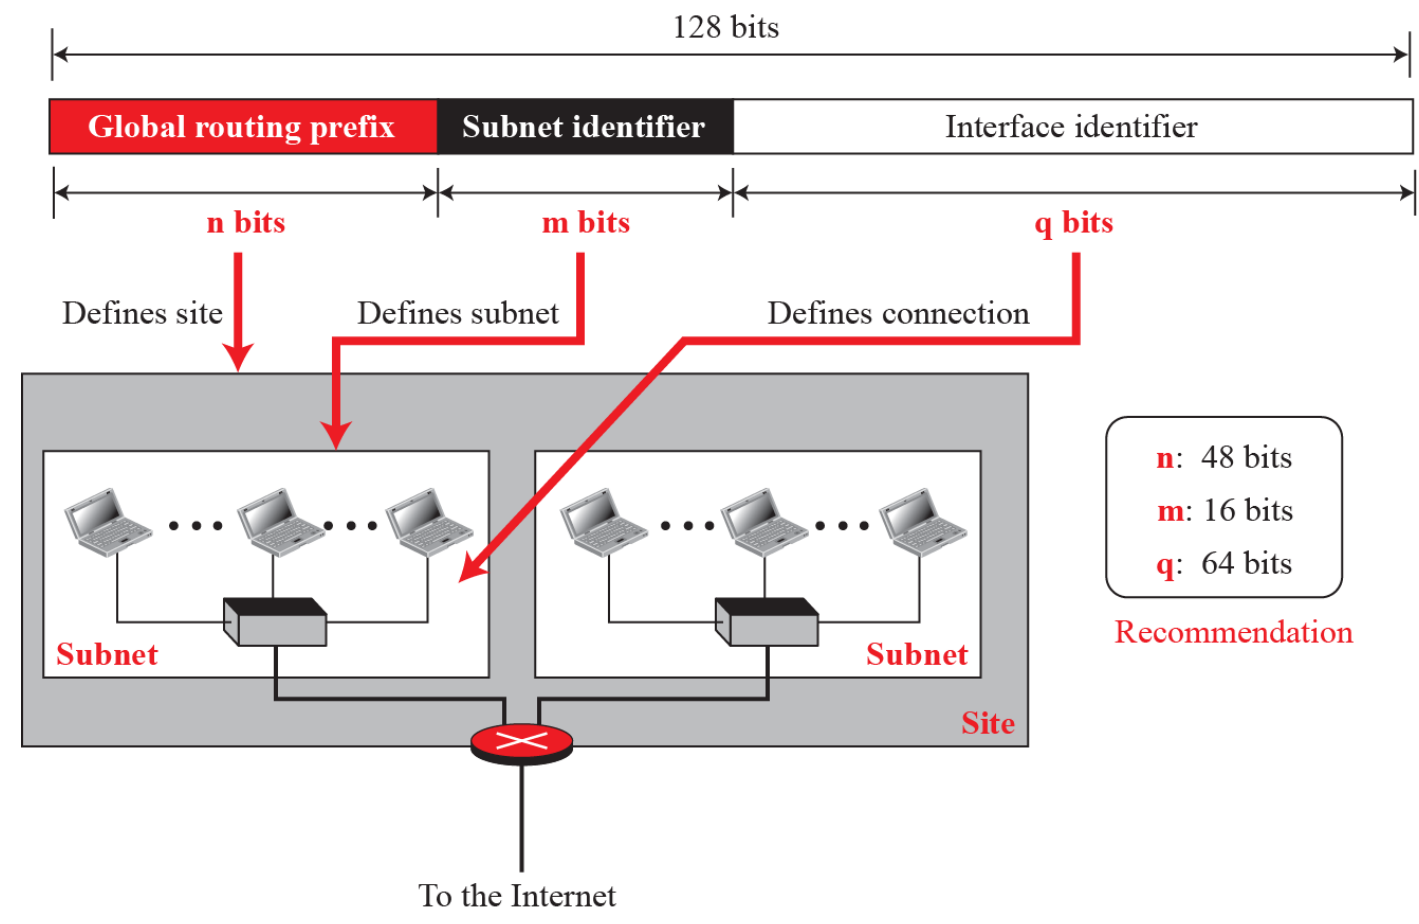 128 bits
Global routing prefix Subnet identifier Interface identifier
n bits m bits q bits
Defines site Defines subnet Defines connection
n: 48 bits
m: 16 bits
q: 64 bits
Recommendation
Subnet Subnet
Site
To the Internet